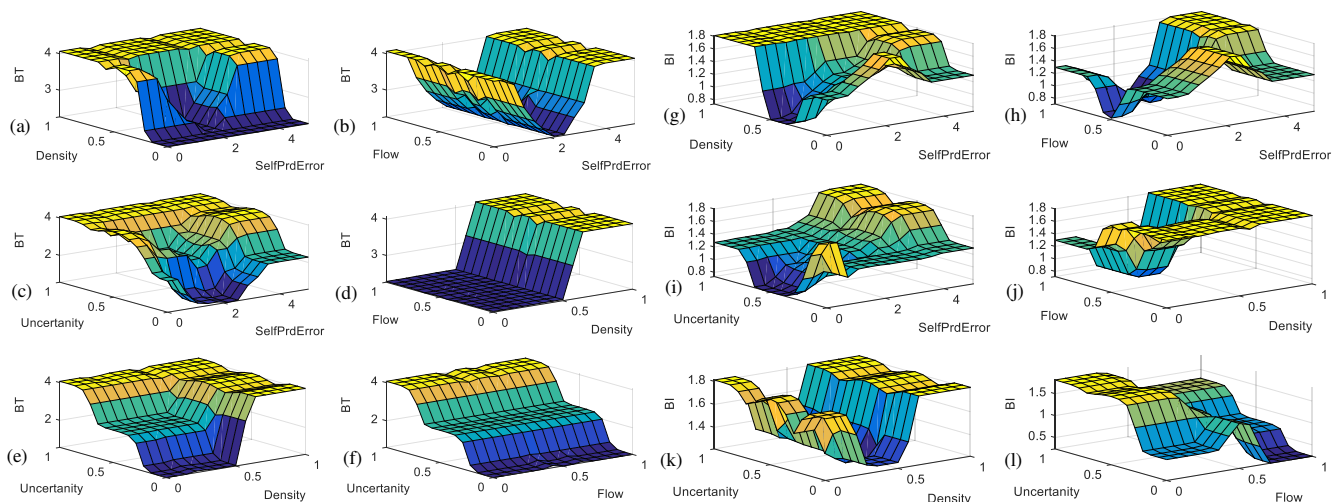 (a) BT 4 3 1 0.5 0 Density 0 2 4 SelfPrdError
(b) BT 4 3 1 0.5 0 Flow 0 2 4 SelfPrdError
(g) BI 1.8 1.6 1.4 1.2 1 0.8 1 0.5 0 Density 0 2 4 SelfPrdError
(h) BI 1.8 1.6 1.4 1.2 1 0.8 1 0.5 0 Flow 0 2 4 SelfPrdError
(c) BT 4 2 1 0.5 0 Uncertanity 0 2 4 SelfPrdError
(d) BT 4 3 1 0.5 0 Flow 0 0.5 1 Density
(i) BI 1.8 1.6 1.4 1.2 1 0.8 1 0.5 0 Uncertanity 0 2 4 SelfPrdError
(j) BI 1.8 1.6 1.4 1.2 1 0.8 1 0.5 0 Flow 0 0.5 1 Density
(e) BT 4 2 1 0.5 0 Uncertanity 0 0.5 1 Density
(f) BT 4 2 1 0.5 0 Uncertanity 0 0.5 1 Flow
(k) BI 1.8 1.6 1.4 1 0.5 0 Uncertanity 0 0.5 1 Density
(l) BI 1.5 1 0.5 1 0.5 0 Uncertanity 0 0.5 1 Flow